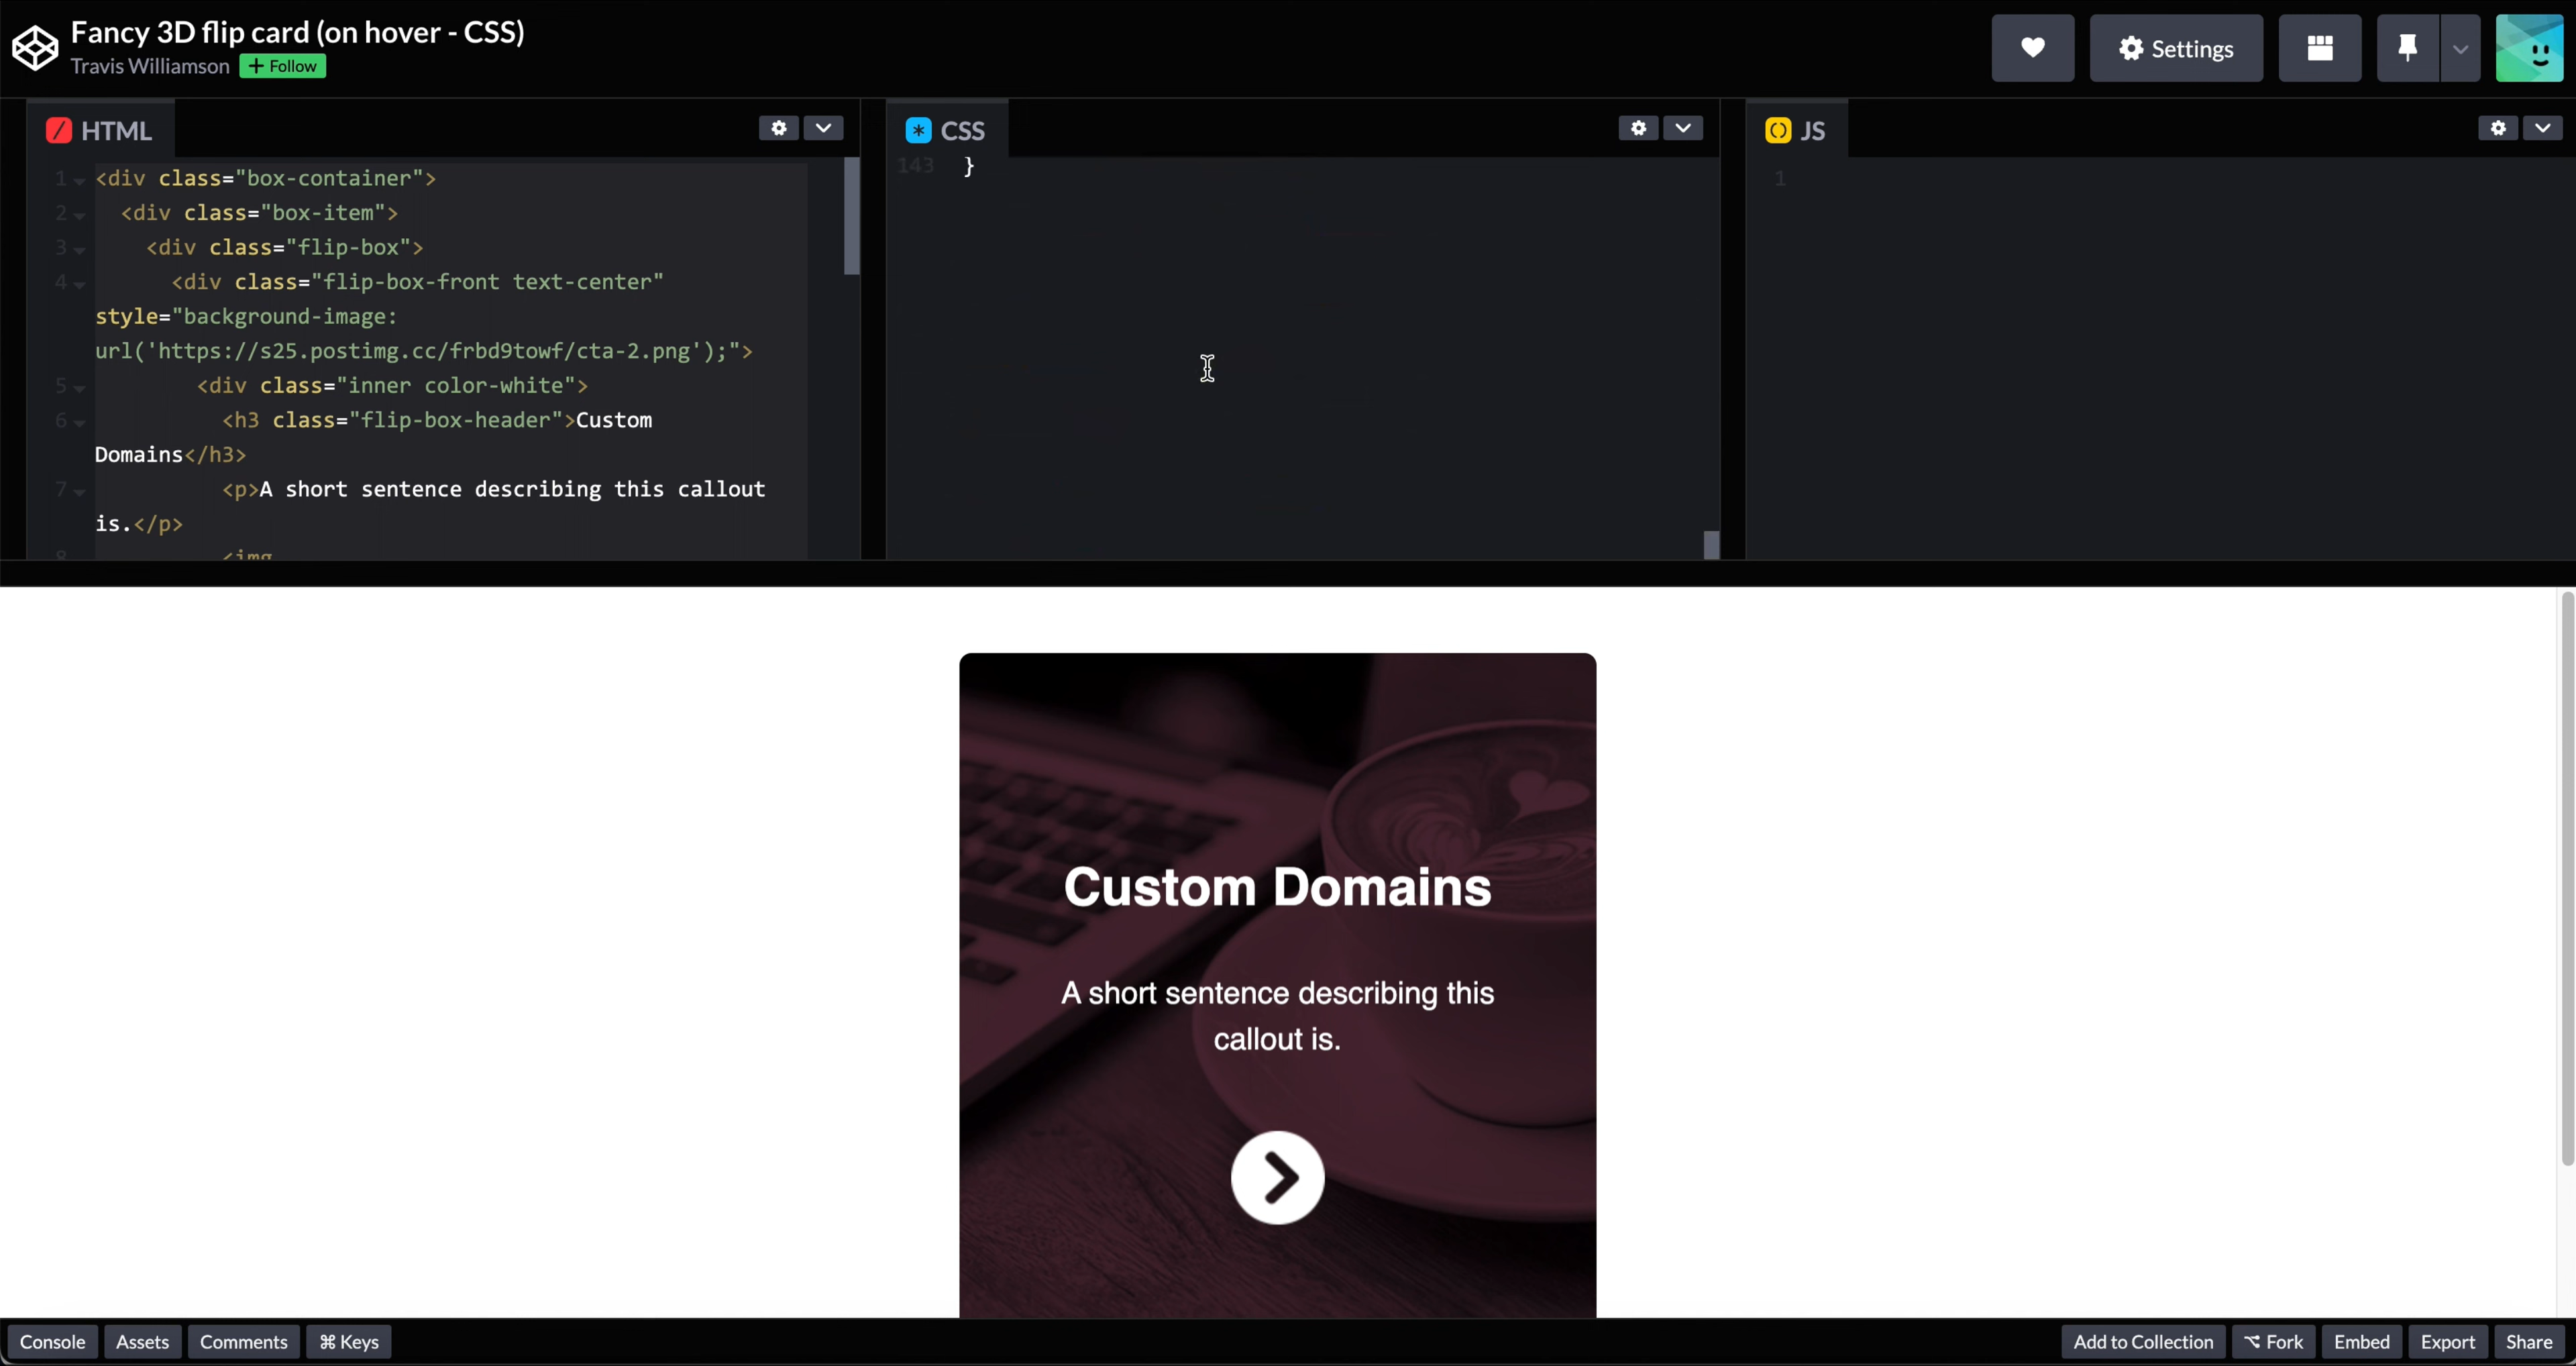 Fancy 3D flip card (on hover - CSS)
Travis Williamson + Follow
Settings
HTML
CSS
JS
1 <div class="box-container">
2 <div class="box-item">
3 <div class="flip-box">
4 <div class="flip-box-front text-center"
style="background-image:
url('https://s25.postimg.cc/frbd9towf/cta-2.png');">
5 <div class="inner color-white">
6 <h3 class="flip-box-header">Custom
Domains</h3>
7 <p>A short sentence describing this callout
is.</p>
8 <img
143 }
1
Custom Domains
A short sentence describing this
callout is.
Console Assets Comments ⌘ Keys
Add to Collection Fork Embed Export Share